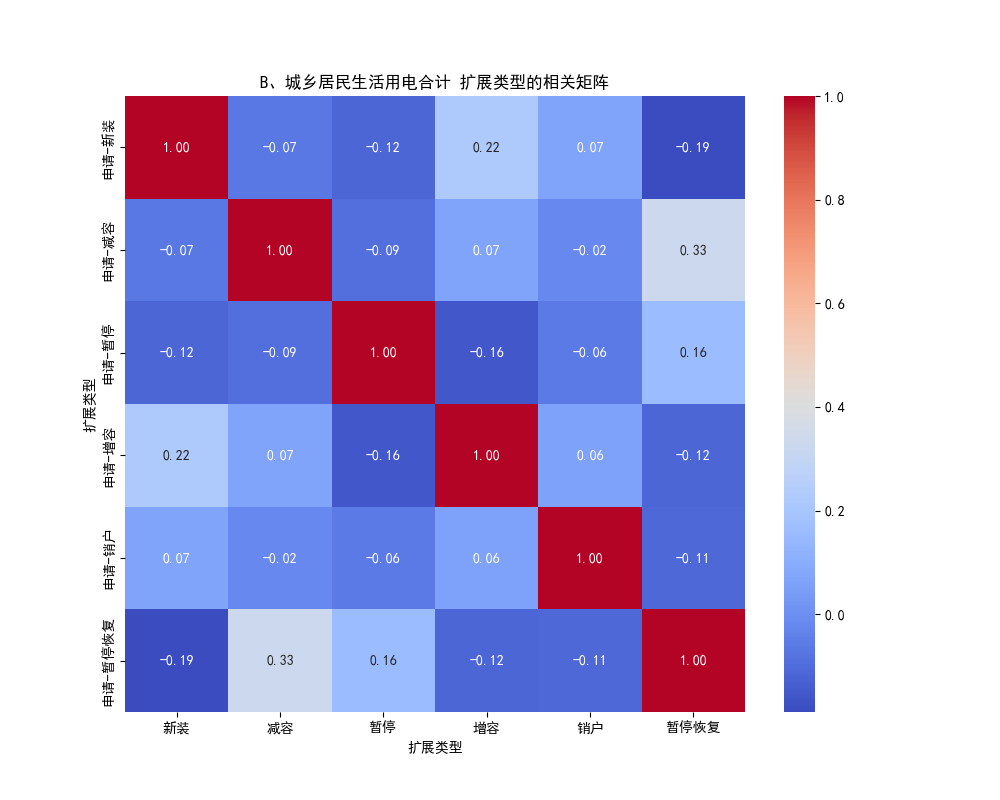 B、城乡居民生活用电合计 扩展类型的相关矩阵
申请-新装
1.00 -0.07 -0.12 0.22 0.07 -0.19
申请-减容
-0.07 1.00 -0.09 0.07 -0.02 0.33
申请-暂停
-0.12 -0.09 1.00 -0.16 -0.06 0.16
扩展类型
申请-增容
0.22 0.07 -0.16 1.00 0.06 -0.12
申请-销户
0.07 -0.02 -0.06 0.06 1.00 -0.11
申请-暂停恢复
-0.19 0.33 0.16 -0.12 -0.11 1.00
新装 减容 暂停 增容 销户 暂停恢复
扩展类型
1.0
0.8
0.6
0.4
0.2
0.0